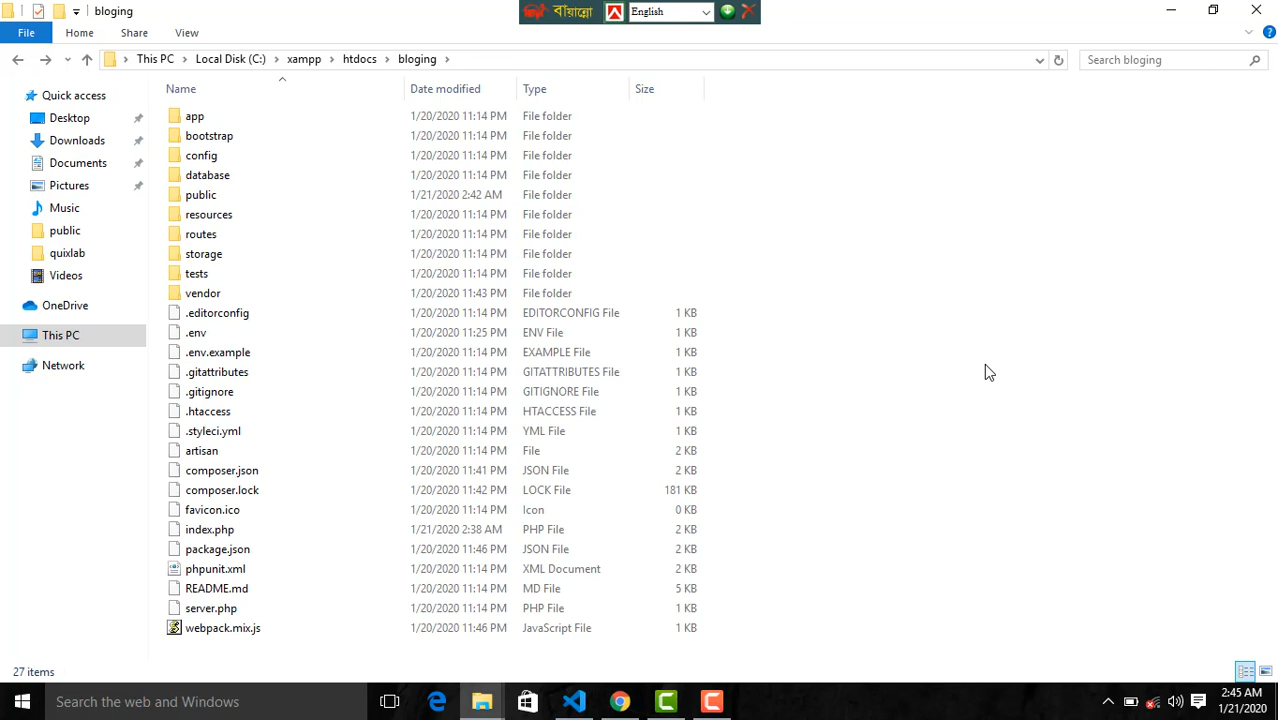 bloging
বায়ান্নো
English
File Home Share View
This PC Local Disk (C:) xampp htdocs bloging
Search bloging
Name Date modified Type Size
Quick access
Desktop
Downloads
Documents
Pictures
Music
public
quixlab
Videos
OneDrive
This PC
Network
app 1/20/2020 11:14 PM File folder
bootstrap 1/20/2020 11:14 PM File folder
config 1/20/2020 11:14 PM File folder
database 1/20/2020 11:14 PM File folder
public 1/21/2020 2:42 AM File folder
resources 1/20/2020 11:14 PM File folder
routes 1/20/2020 11:14 PM File folder
storage 1/20/2020 11:14 PM File folder
tests 1/20/2020 11:14 PM File folder
vendor 1/20/2020 11:43 PM File folder
.editorconfig 1/20/2020 11:14 PM EDITORCONFIG File 1 KB
.env 1/20/2020 11:25 PM ENV File 1 KB
.env.example 1/20/2020 11:14 PM EXAMPLE File 1 KB
.gitattributes 1/20/2020 11:14 PM GITATTRIBUTES File 1 KB
.gitignore 1/20/2020 11:14 PM GITIGNORE File 1 KB
.htaccess 1/20/2020 11:14 PM HTACCESS File 1 KB
.styleci.yml 1/20/2020 11:14 PM YML File 1 KB
artisan 1/20/2020 11:14 PM File 2 KB
composer.json 1/20/2020 11:41 PM JSON File 2 KB
composer.lock 1/20/2020 11:42 PM LOCK File 181 KB
favicon.ico 1/20/2020 11:14 PM Icon 0 KB
index.php 1/21/2020 2:38 AM PHP File 2 KB
package.json 1/20/2020 11:46 PM JSON File 2 KB
phpunit.xml 1/20/2020 11:14 PM XML Document 2 KB
README.md 1/20/2020 11:14 PM MD File 5 KB
server.php 1/20/2020 11:14 PM PHP File 1 KB
webpack.mix.js 1/20/2020 11:46 PM JavaScript File 1 KB
27 items
Search the web and Windows
2:45 AM
1/21/2020